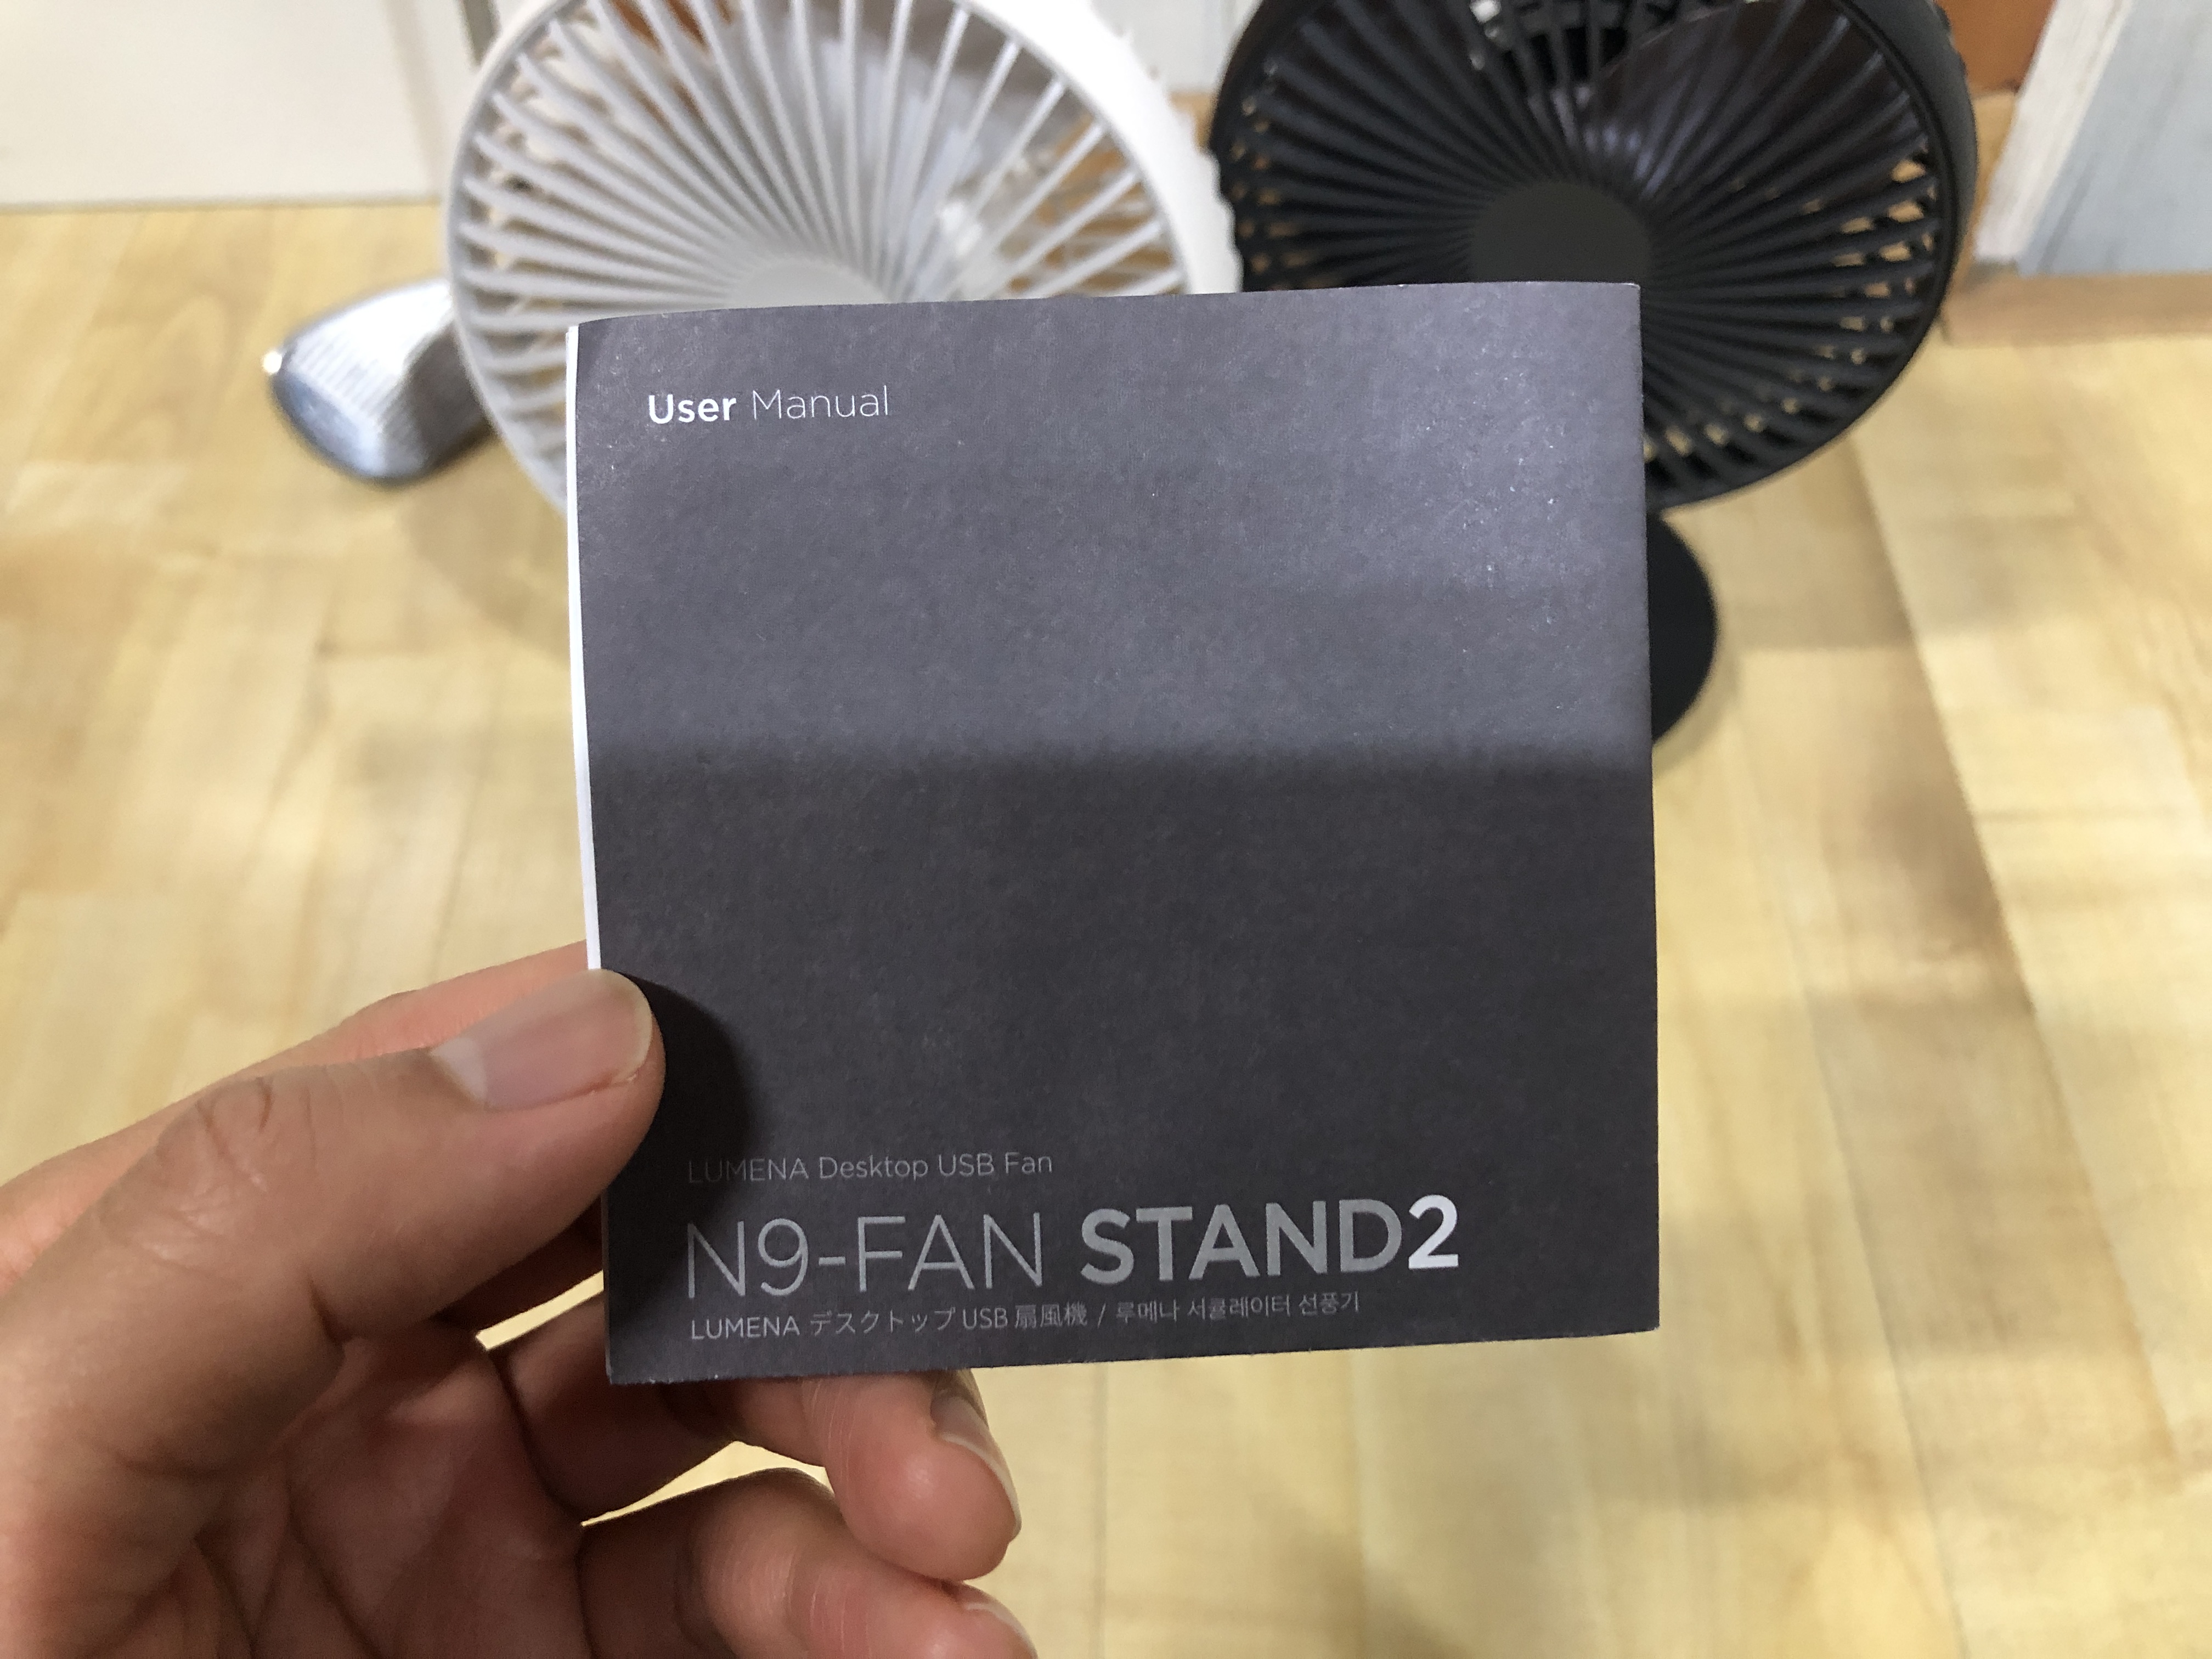 User Manual
LUMENA Desktop USB Fan
N9-FAN STAND2
LUMENA デスクトップ USB 扇風機 / 루메나 서큘레이터 선풍기